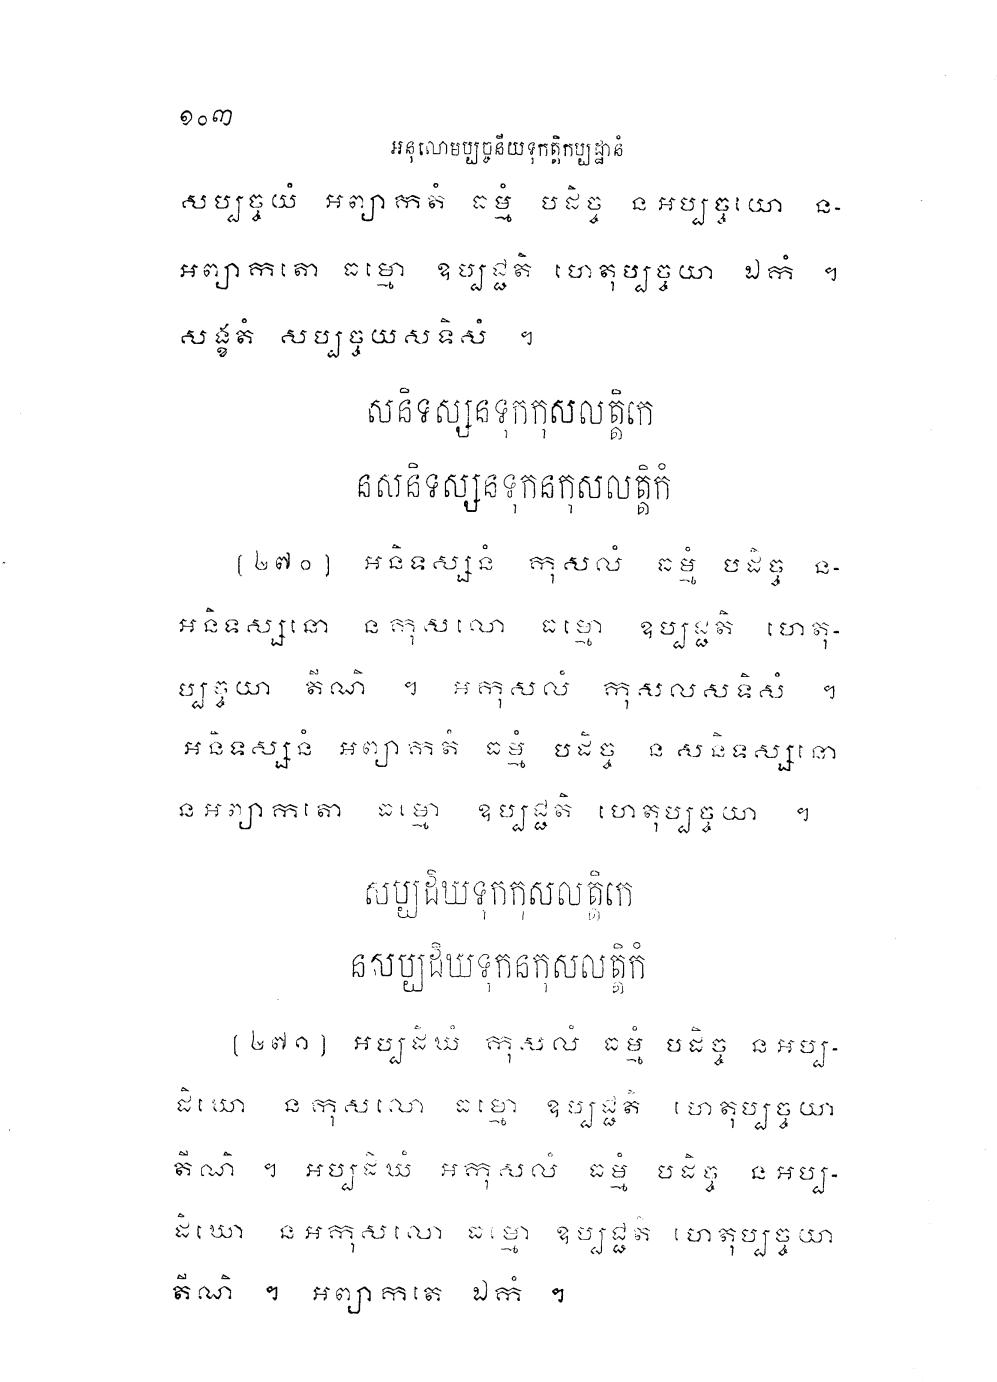 ១០៣
អនុលោមប្បច្ចនីយទុកត្តិកប្បដ្ឋានំ
សប្បច្ចយំ អព្យាកតំ ធម្មំ បដិច្ច នអប្បច្ចយោ ន-
អព្យាកតោ ធម្មោ ឧប្បជ្ជតិ ហេតុប្បច្ចយា ឯកំ ។
សង្ខតំ សប្បច្ចយសទិសំ ។
សនិទស្សនទុកកុសលត្តិកេ
នសនិទស្សនទុកនកុសលត្តិកំ
[២៧០] អនិទស្សនំ កុសលំ ធម្មំ បដិច្ច ន-
អនិទស្សនោ នកុសលោ ធម្មោ ឧប្បជ្ជតិ ហេតុ-
ប្បច្ចយា តីណិ ។ អកុសលំ កុសលសទិសំ ។
អនិទស្សនំ អព្យាកតំ ធម្មំ បដិច្ច នសនិទស្សនោ
នអព្យាកតោ ធម្មោ ឧប្បជ្ជតិ ហេតុប្បច្ចយា ។
សប្បដិឃទុកកុសលត្តិកេ
នសប្បដិឃទុកនកុសលត្តិកំ
[២៧១] អប្បដិឃំ កុសលំ ធម្មំ បដិច្ច នអប្ប-
ដិឃោ នកុសលោ ធម្មោ ឧប្បជ្ជតិ ហេតុប្បច្ចយា
តីណិ ។ អប្បដិឃំ អកុសលំ ធម្មំ បដិច្ច នអប្ប-
ដិឃោ នអកុសលោ ធម្មោ ឧប្បជ្ជតិ ហេតុប្បច្ចយា
តីណិ ។ អព្យាកតេ ឯកំ ។